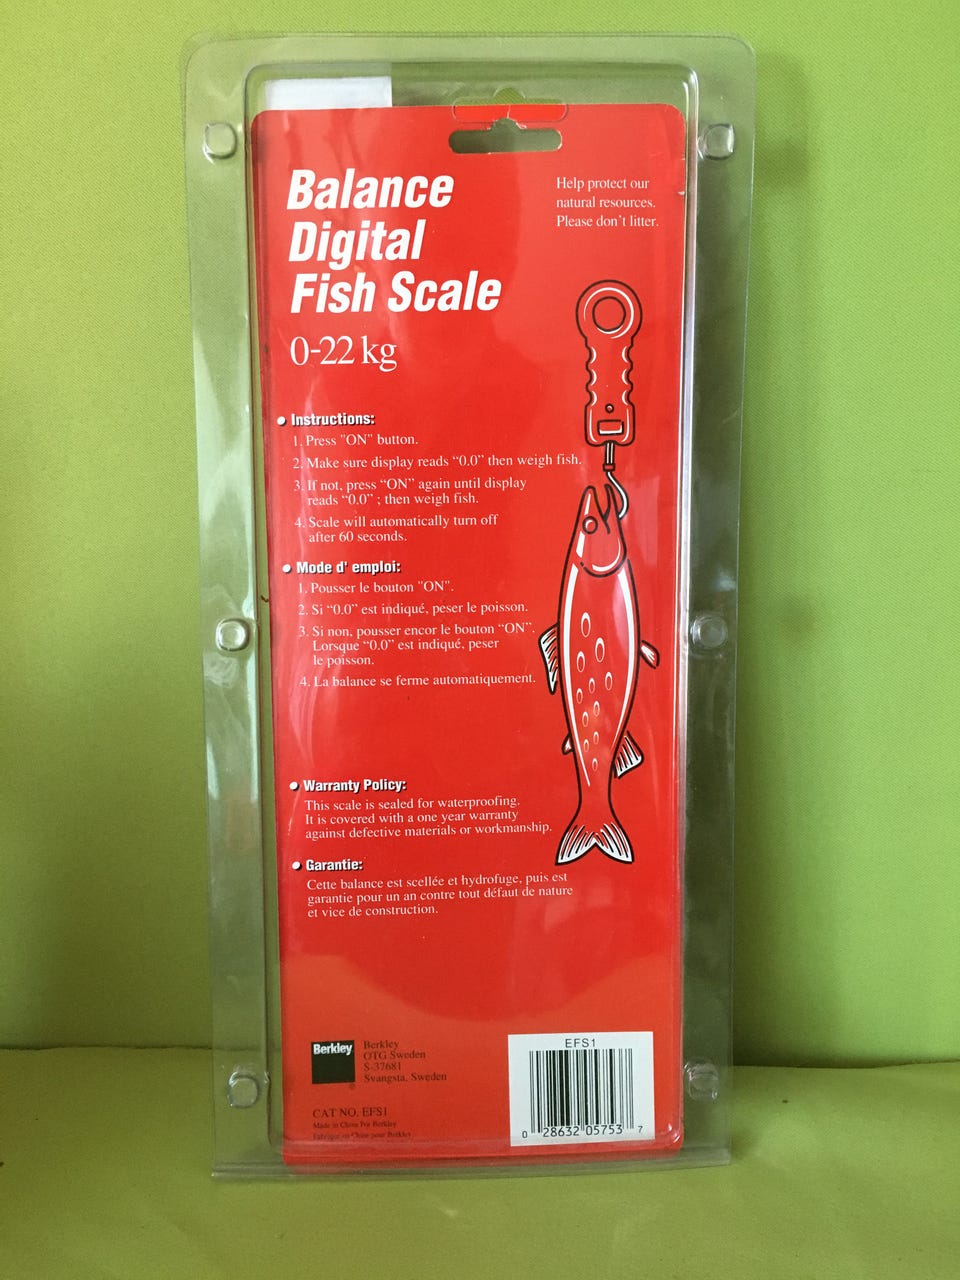 Balance
Digital
Fish Scale
0-22 kg
Help protect our
natural resources.
Please don't litter.
• Instructions:
1. Press "ON" button.
2. Make sure display reads “0.0” then weigh fish.
3. If not, press “ON” again until display
reads “0.0” ; then weigh fish.
4. Scale will automatically turn off
after 60 seconds.
• Mode d' emploi:
1. Pousser le bouton "ON".
2. Si “0.0” est indiqué, peser le poisson.
3. Si non, pousser encor le bouton “ON”.
Lorsque “0.0” est indiqué, peser
le poisson.
4. La balance se ferme automatiquement.
• Warranty Policy:
This scale is sealed for waterproofing.
It is covered with a one year warranty
against defective materials or workmanship.
• Garantie:
Cette balance est scellée et hydrofuge, puis est
garantie pour un an contre tout défaut de nature
et vice de construction.
Berkley
Berkley
OTG Sweden
S-37681
Svangsta, Sweden
CAT NO. EFS1
Made in China For Berkley
Fabriqué en Chine pour Berkley
EFS1
0 28632 05753 7